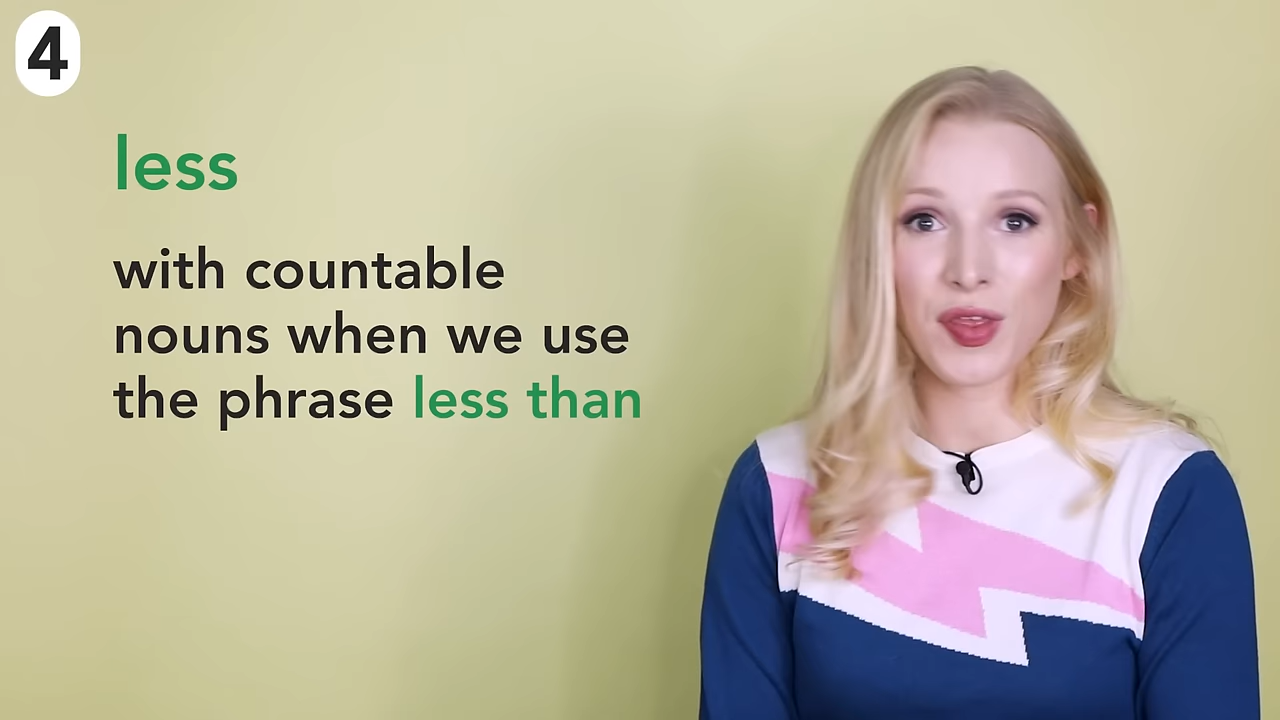 4
less
with countable
nouns when we use
the phrase less than